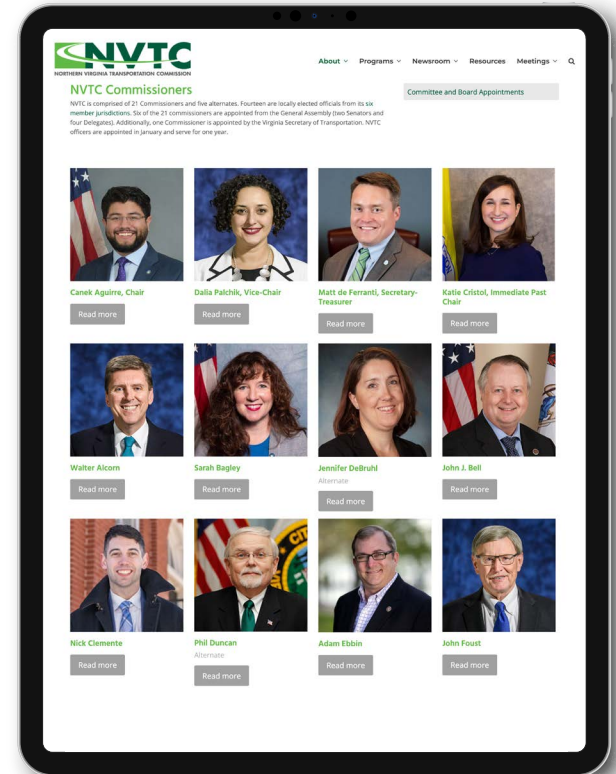 NVTC
NORTHERN VIRGINIA TRANSPORTATION COMMISSION
About Programs Newsroom Resources Meetings
NVTC Commissioners
Committee and Board Appointments
NVTC is comprised of 21 Commissioners and five alternates. Fourteen are locally elected officials from its six
member jurisdictions. Six of the 21 commissioners are appointed from the General Assembly (two Senators and
four Delegates). Additionally, one Commissioner is appointed by the Virginia Secretary of Transportation. NVTC
officers are appointed in January and serve for one year.
Canek Aguirre, Chair
Read more
Dalia Palchik, Vice-Chair
Read more
Matt de Ferranti, Secretary-
Treasurer
Read more
Katie Cristol, Immediate Past
Chair
Read more
Walter Alcorn
Read more
Sarah Bagley
Read more
Jennifer DeBruhl
Alternate
Read more
John J. Bell
Read more
Nick Clemente
Read more
CIT
Phil Duncan
Alternate
Read more
Adam Ebbin
Read more
John Foust
Read more